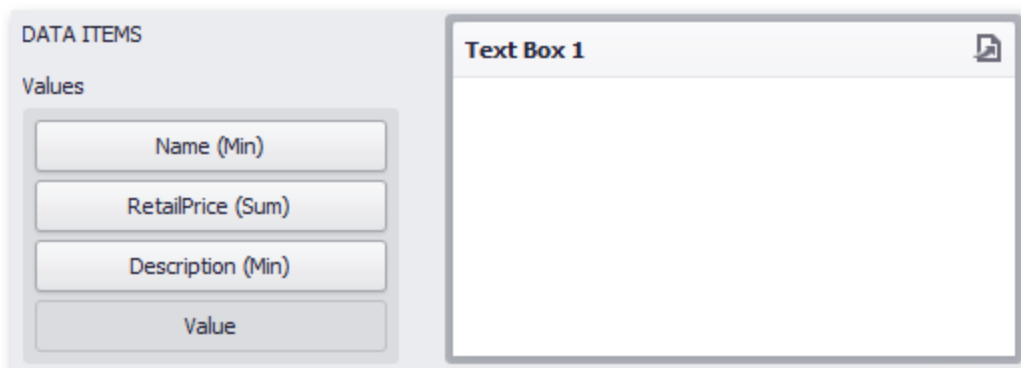 DATA ITEMS
Values
Name (Min)
RetailPrice (Sum)
Description (Min)
Value
Text Box 1